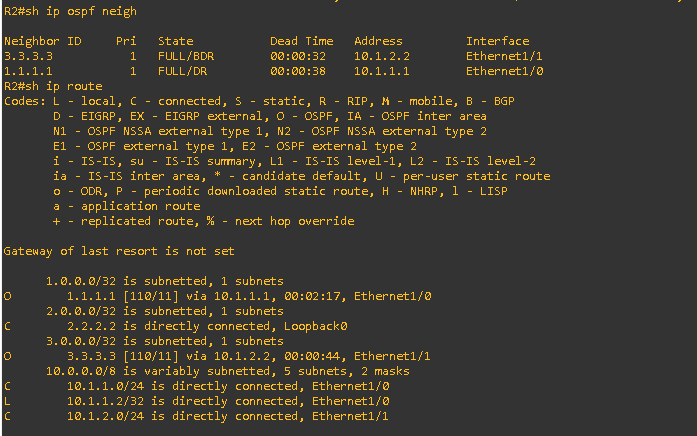 R2#sh ip ospf neigh
Neighbor ID     Pri   State           Dead Time   Address         Interface
3.3.3.3           1   FULL/BDR        00:00:32    10.1.2.2        Ethernet1/1
1.1.1.1           1   FULL/DR         00:00:38    10.1.1.1        Ethernet1/0
R2#sh ip route
Codes: L - local, C - connected, S - static, R - RIP, M - mobile, B - BGP
       D - EIGRP, EX - EIGRP external, O - OSPF, IA - OSPF inter area
       N1 - OSPF NSSA external type 1, N2 - OSPF NSSA external type 2
       E1 - OSPF external type 1, E2 - OSPF external type 2
       i - IS-IS, su - IS-IS summary, L1 - IS-IS level-1, L2 - IS-IS level-2
       ia - IS-IS inter area, * - candidate default, U - per-user static route
       o - ODR, P - periodic downloaded static route, H - NHRP, l - LISP
       a - application route
       + - replicated route, % - next hop override
Gateway of last resort is not set
      1.0.0.0/32 is subnetted, 1 subnets
O        1.1.1.1 [110/11] via 10.1.1.1, 00:02:17, Ethernet1/0
      2.0.0.0/32 is subnetted, 1 subnets
C        2.2.2.2 is directly connected, Loopback0
      3.0.0.0/32 is subnetted, 1 subnets
O        3.3.3.3 [110/11] via 10.1.2.2, 00:00:44, Ethernet1/1
      10.0.0.0/8 is variably subnetted, 5 subnets, 2 masks
C        10.1.1.0/24 is directly connected, Ethernet1/0
L        10.1.1.2/32 is directly connected, Ethernet1/0
C        10.1.2.0/24 is directly connected, Ethernet1/1